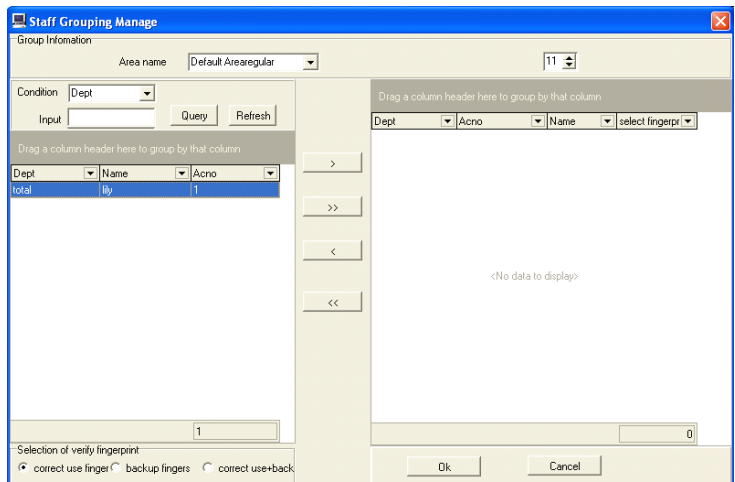 Staff Grouping Manage
Group Infomation
Area name Default Arearegular 11
Condition Dept
Input Query Refresh
Drag a column header here to group by that column
Dept Name Acno
total lily 1
1
Selection of verify fingerprint
correct use finger backup fingers correct use+back
>
>>
<
<<
Drag a column header here to group by that column
Dept Acno Name select fingerpr
<No data to display>
0
Ok Cancel